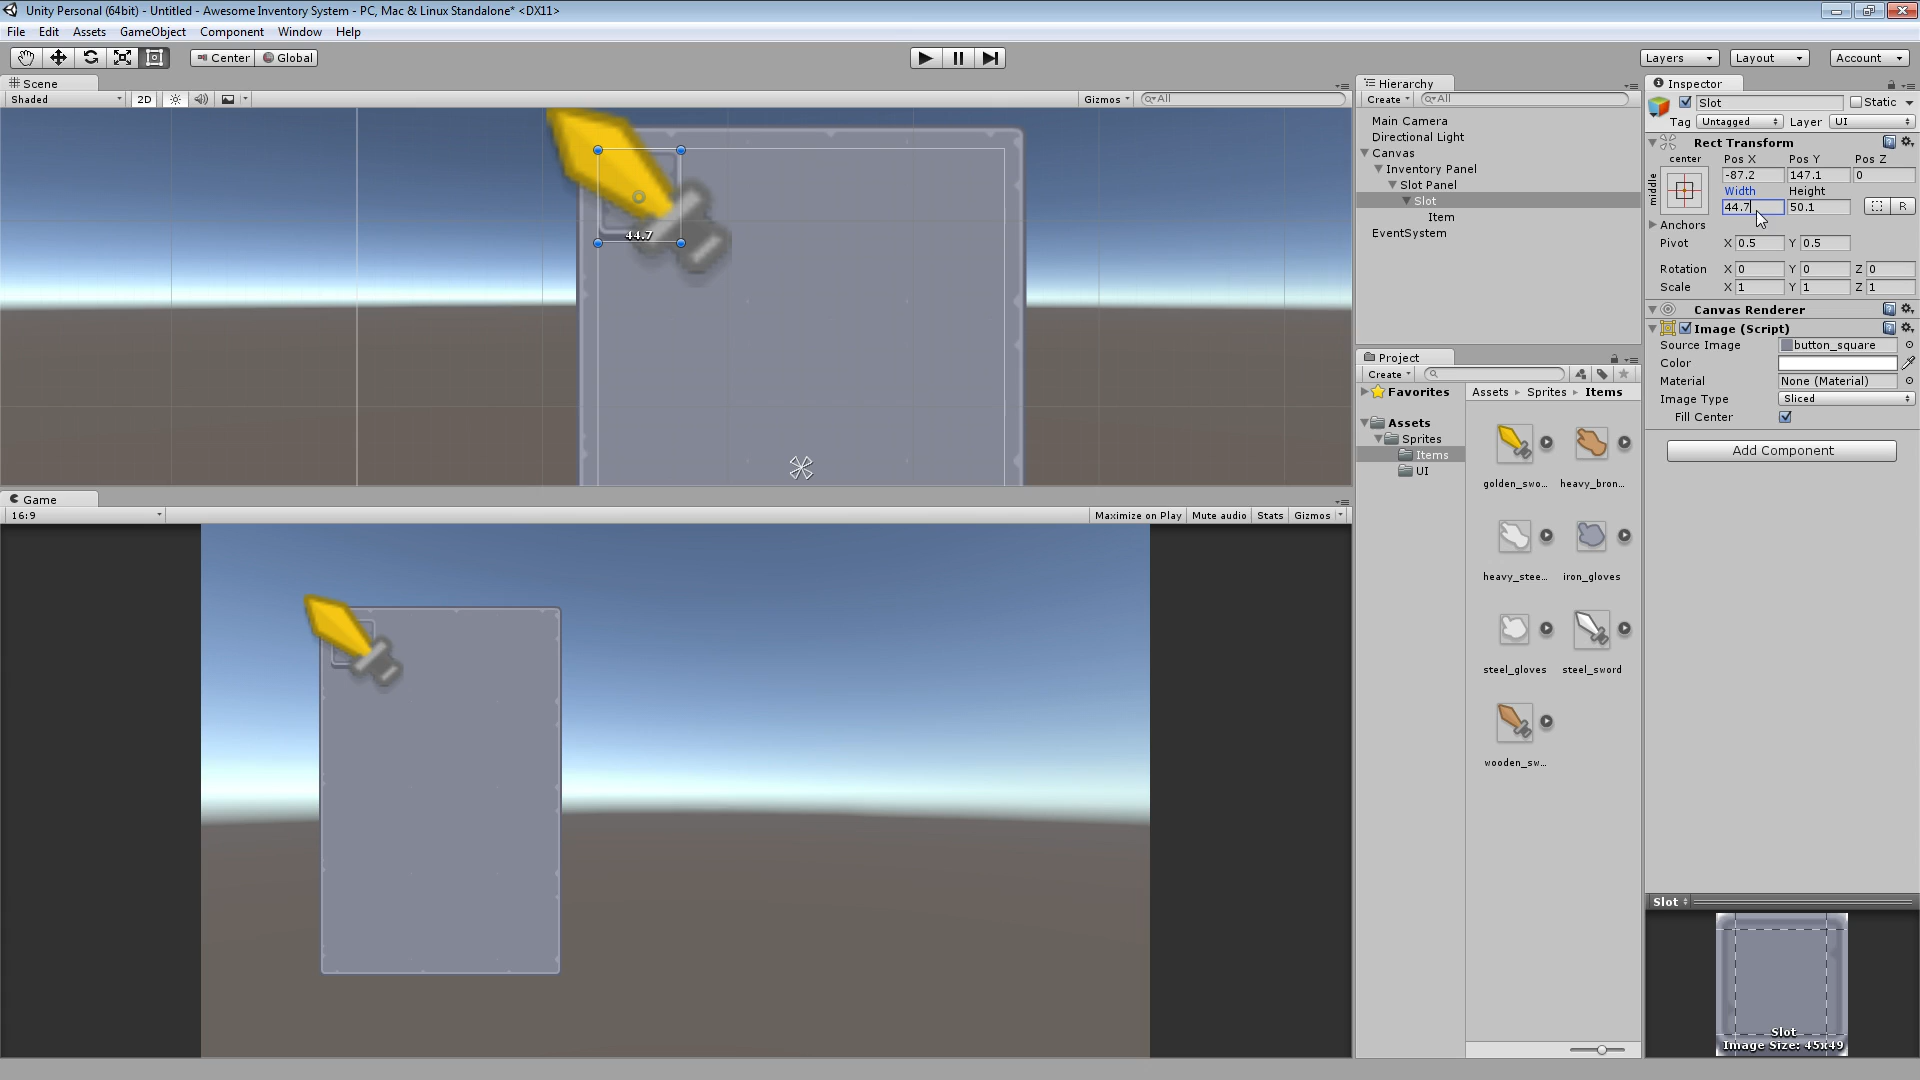 Unity Personal (64bit) - Untitled - Awesome Inventory System - PC, Mac & Linux Standalone* <DX11>
File Edit Assets GameObject Component Window Help
Center Global Layers Layout Account
Scene
Shaded 2D Gizmos All
44.7
Game
16:9 Maximize on Play Mute audio Stats Gizmos
Hierarchy
Create All
Main Camera
Directional Light
Canvas
Inventory Panel
Slot Panel
Slot
Item
EventSystem
Project
Create
Favorites
Assets
Sprites
Items
UI
Assets Sprites Items
golden_swo... heavy_bron...
heavy_stee... iron_gloves
steel_gloves steel_sword
wooden_sw...
Inspector
Slot Static
Tag Untagged Layer UI
Rect Transform
center Pos X Pos Y Pos Z
middle -87.2 147.1 0
Width Height
44.7 50.1 R
Anchors
Pivot X 0.5 Y 0.5
Rotation X 0 Y 0 Z 0
Scale X 1 Y 1 Z 1
Canvas Renderer
Image (Script)
Source Image button_square
Color
Material None (Material)
Image Type Sliced
Fill Center
Add Component
Slot
Slot
Image Size: 45x49